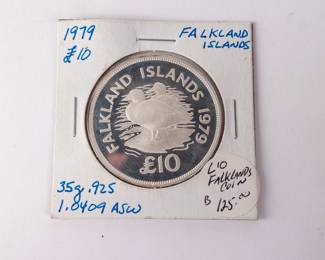 1979
£10
FALKLAND
ISLANDS
FALKLAND ISLANDS 1979
£10
35g .925
1.0409 ASW
£10
FALKLANDS
COIN
B 125.00